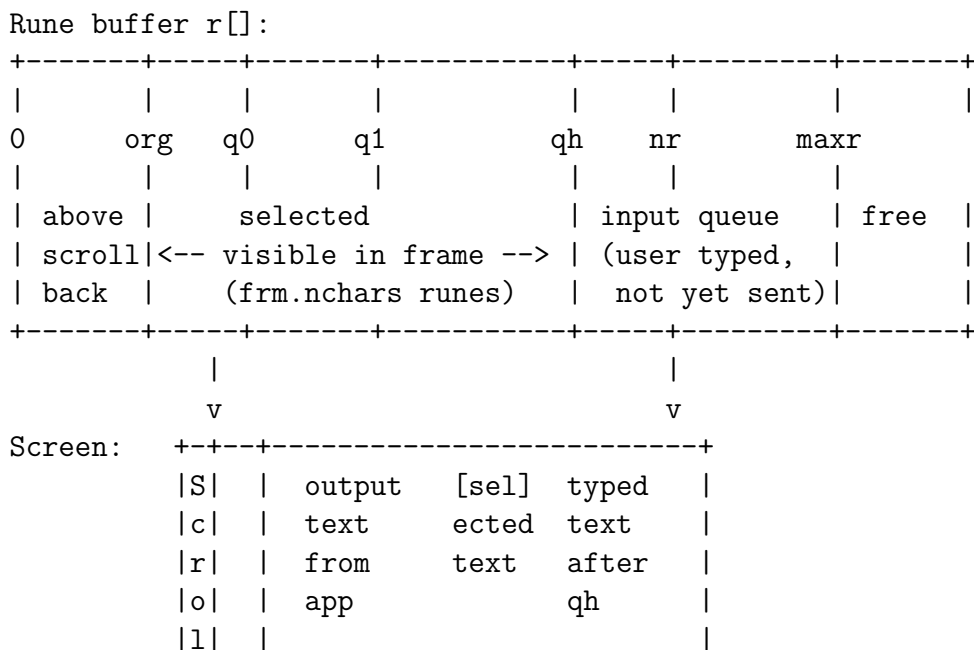 Rune buffer r[]:
+-------+-----+-------+-----------+-----+---------+-------+
|       |     |       |           |     |         |       |
0      org   q0      q1          qh    nr       maxr
|       |     |       |           |     |         |
| above |     selected            | input queue   | free  |
| scroll|<-- visible in frame --> | (user typed,  |       |
| back  |    (frm.nchars runes)   |  not yet sent)|       |
+-------+-----+-------+-----------+-----+---------+-------+
            |                           |
            v                           v
Screen:   +-+--+--------------------------+
          |S|  |  output   [sel]  typed   |
          |c|  |  text     ected  text    |
          |r|  |  from     text   after   |
          |o|  |  app             qh      |
          |l|  |                          |